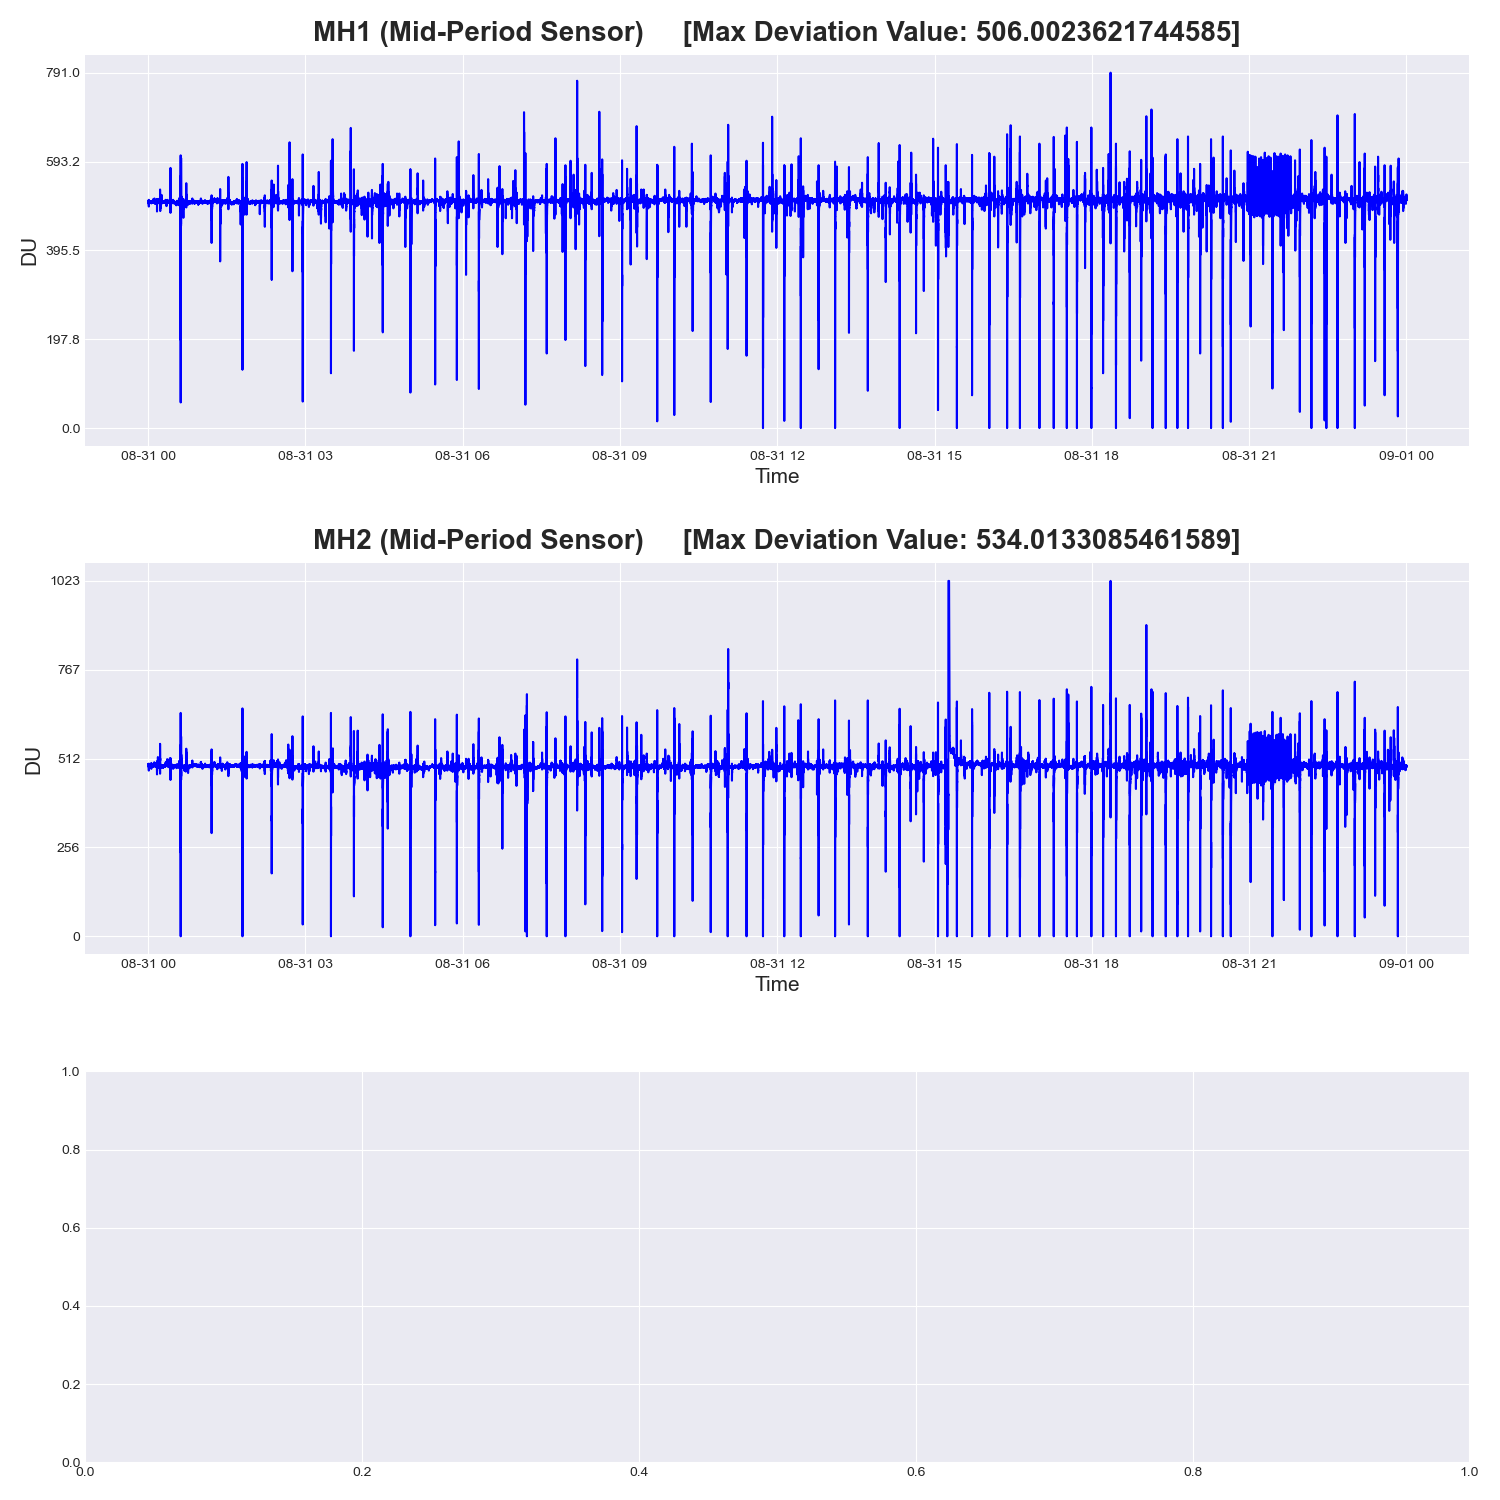 MH1 (Mid-Period Sensor) [Max Deviation Value: 506.0023621744585]
791.0
593.2
395.5
197.8
0.0
DU
08-31 00 08-31 03 08-31 06 08-31 09 08-31 12 08-31 15 08-31 18 08-31 21 09-01 00
Time
MH2 (Mid-Period Sensor) [Max Deviation Value: 534.0133085461589]
1023
767
512
256
0
DU
08-31 00 08-31 03 08-31 06 08-31 09 08-31 12 08-31 15 08-31 18 08-31 21 09-01 00
Time
1.0
0.8
0.6
0.4
0.2
0.0
0.0 0.2 0.4 0.6 0.8 1.0